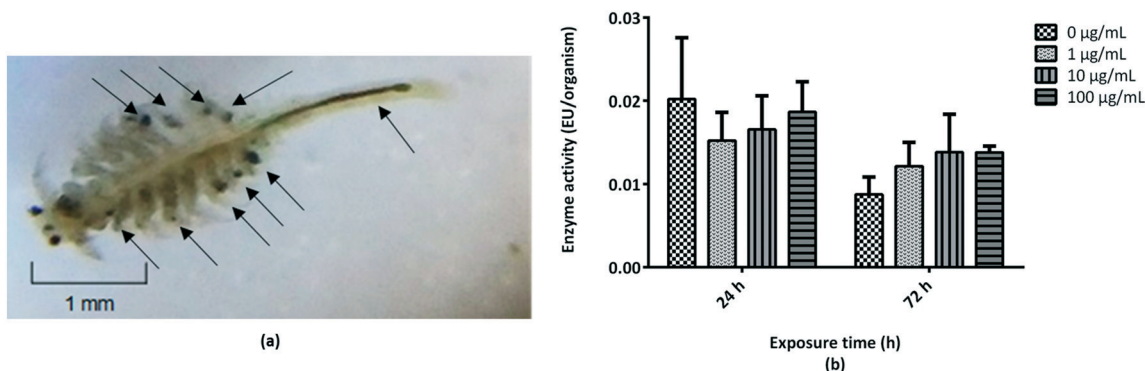 1 mm
(a)
0.03
0.02
0.01
0.00
Enzyme activity (EU/organism)
24 h
72 h
Exposure time (h)
(b)
0 µg/mL
1 µg/mL
10 µg/mL
100 µg/mL